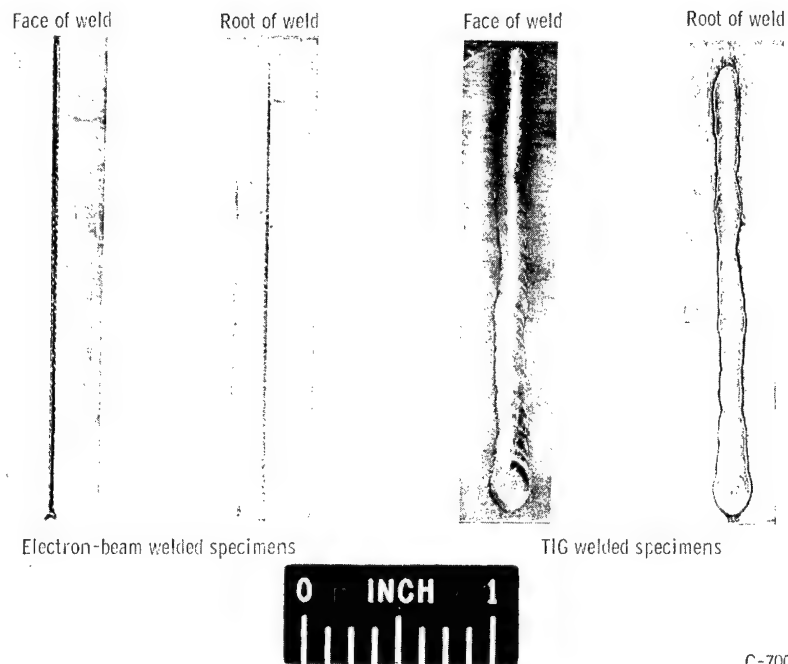 Face of weld Root of weld Face of weld Root of weld
Electron-beam welded specimens TIG welded specimens
0 INCH 1